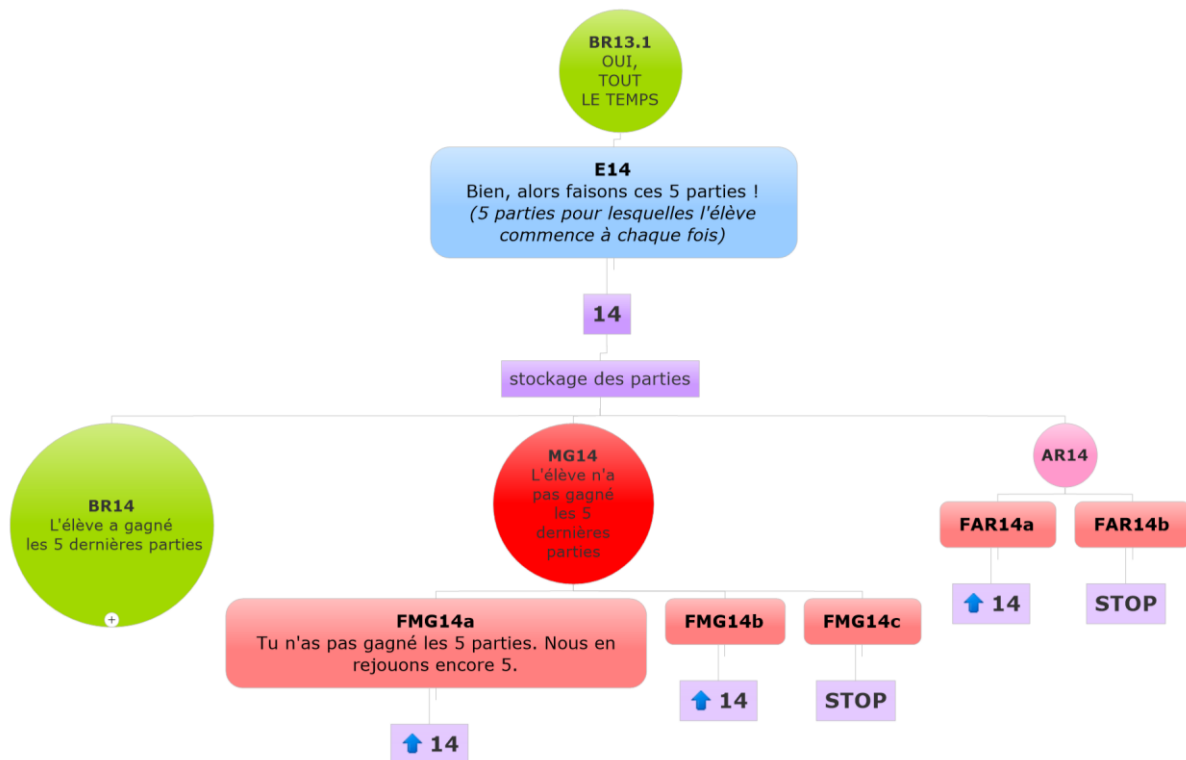 BR13.1
OUI,
TOUT
LE TEMPS
E14
Bien, alors faisons ces 5 parties !
(5 parties pour lesquelles l'élève
commence à chaque fois)
14
stockage des parties
BR14
L'élève a gagné
les 5 dernières parties
MG14
L'élève n'a
pas gagné
les 5
dernières
parties
AR14
FAR14a
FAR14b
14
STOP
FMG14a
Tu n'as pas gagné les 5 parties. Nous en
rejouons encore 5.
FMG14b
FMG14c
14
14
STOP